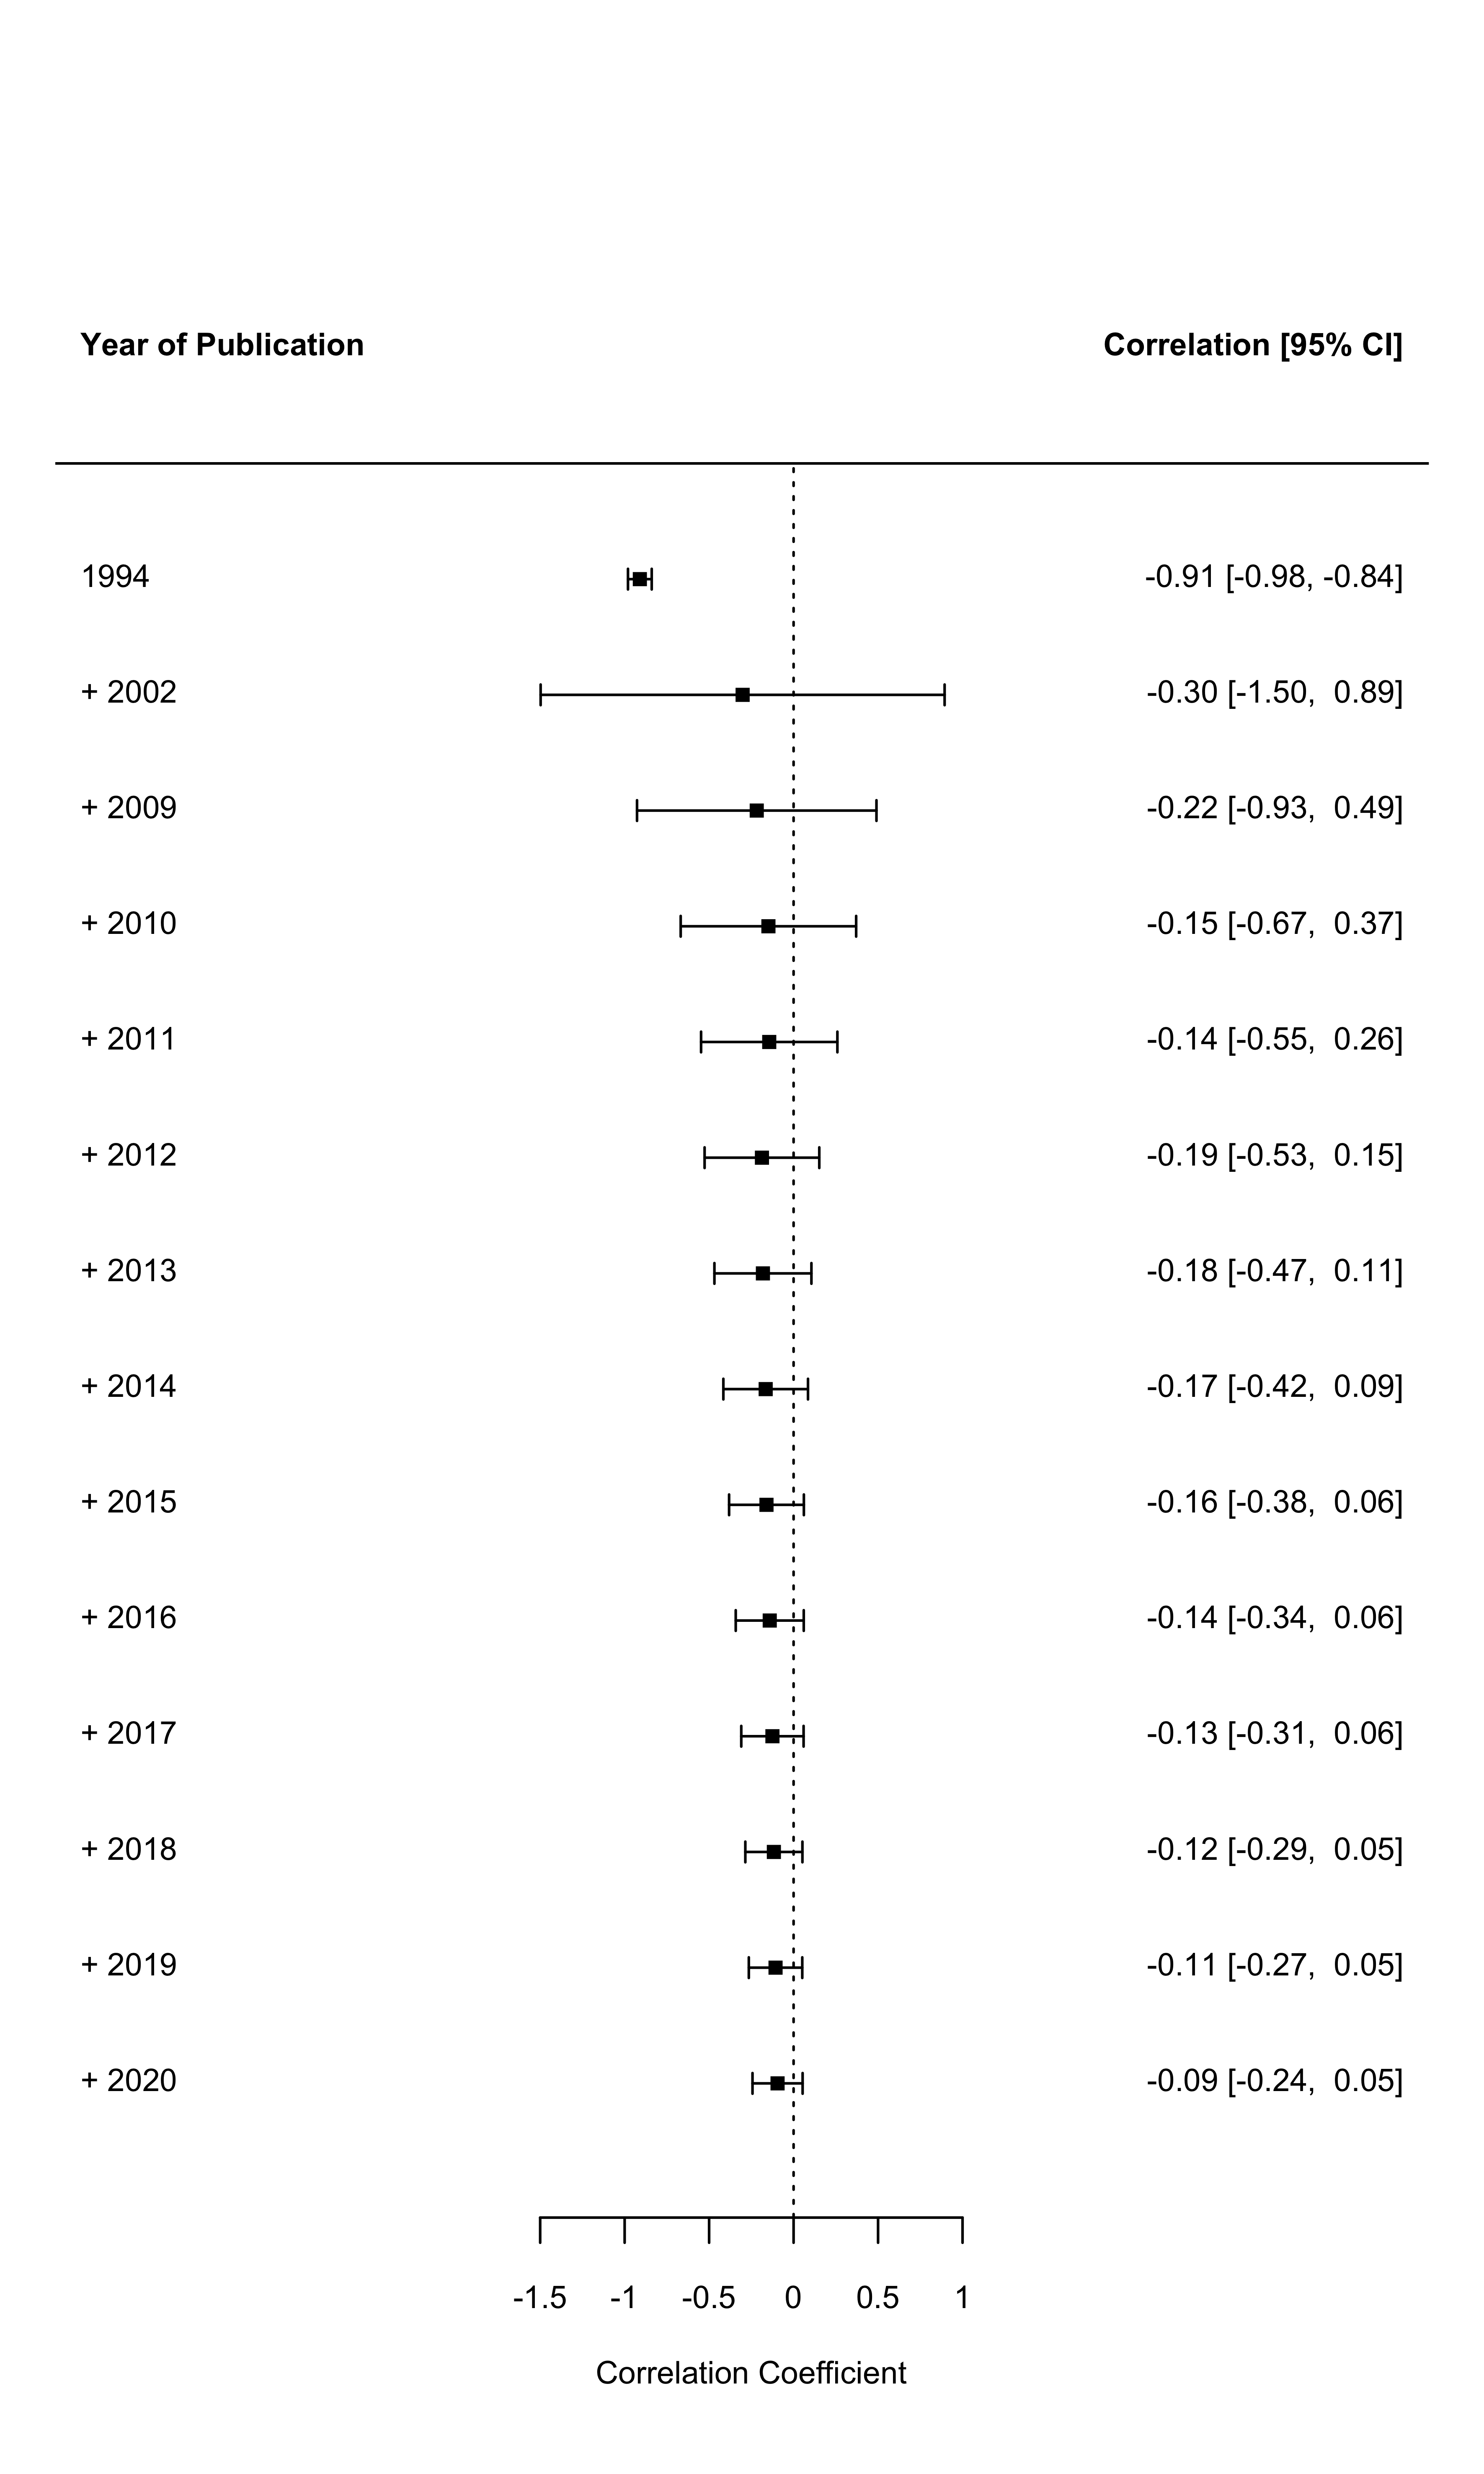 Year of Publication Correlation [95% CI]
1994 -0.91 [-0.98, -0.84]
+ 2002 -0.30 [-1.50, 0.89]
+ 2009 -0.22 [-0.93, 0.49]
+ 2010 -0.15 [-0.67, 0.37]
+ 2011 -0.14 [-0.55, 0.26]
+ 2012 -0.19 [-0.53, 0.15]
+ 2013 -0.18 [-0.47, 0.11]
+ 2014 -0.17 [-0.42, 0.09]
+ 2015 -0.16 [-0.38, 0.06]
+ 2016 -0.14 [-0.34, 0.06]
+ 2017 -0.13 [-0.31, 0.06]
+ 2018 -0.12 [-0.29, 0.05]
+ 2019 -0.11 [-0.27, 0.05]
+ 2020 -0.09 [-0.24, 0.05]
-1.5 -1 -0.5 0 0.5 1
Correlation Coefficient